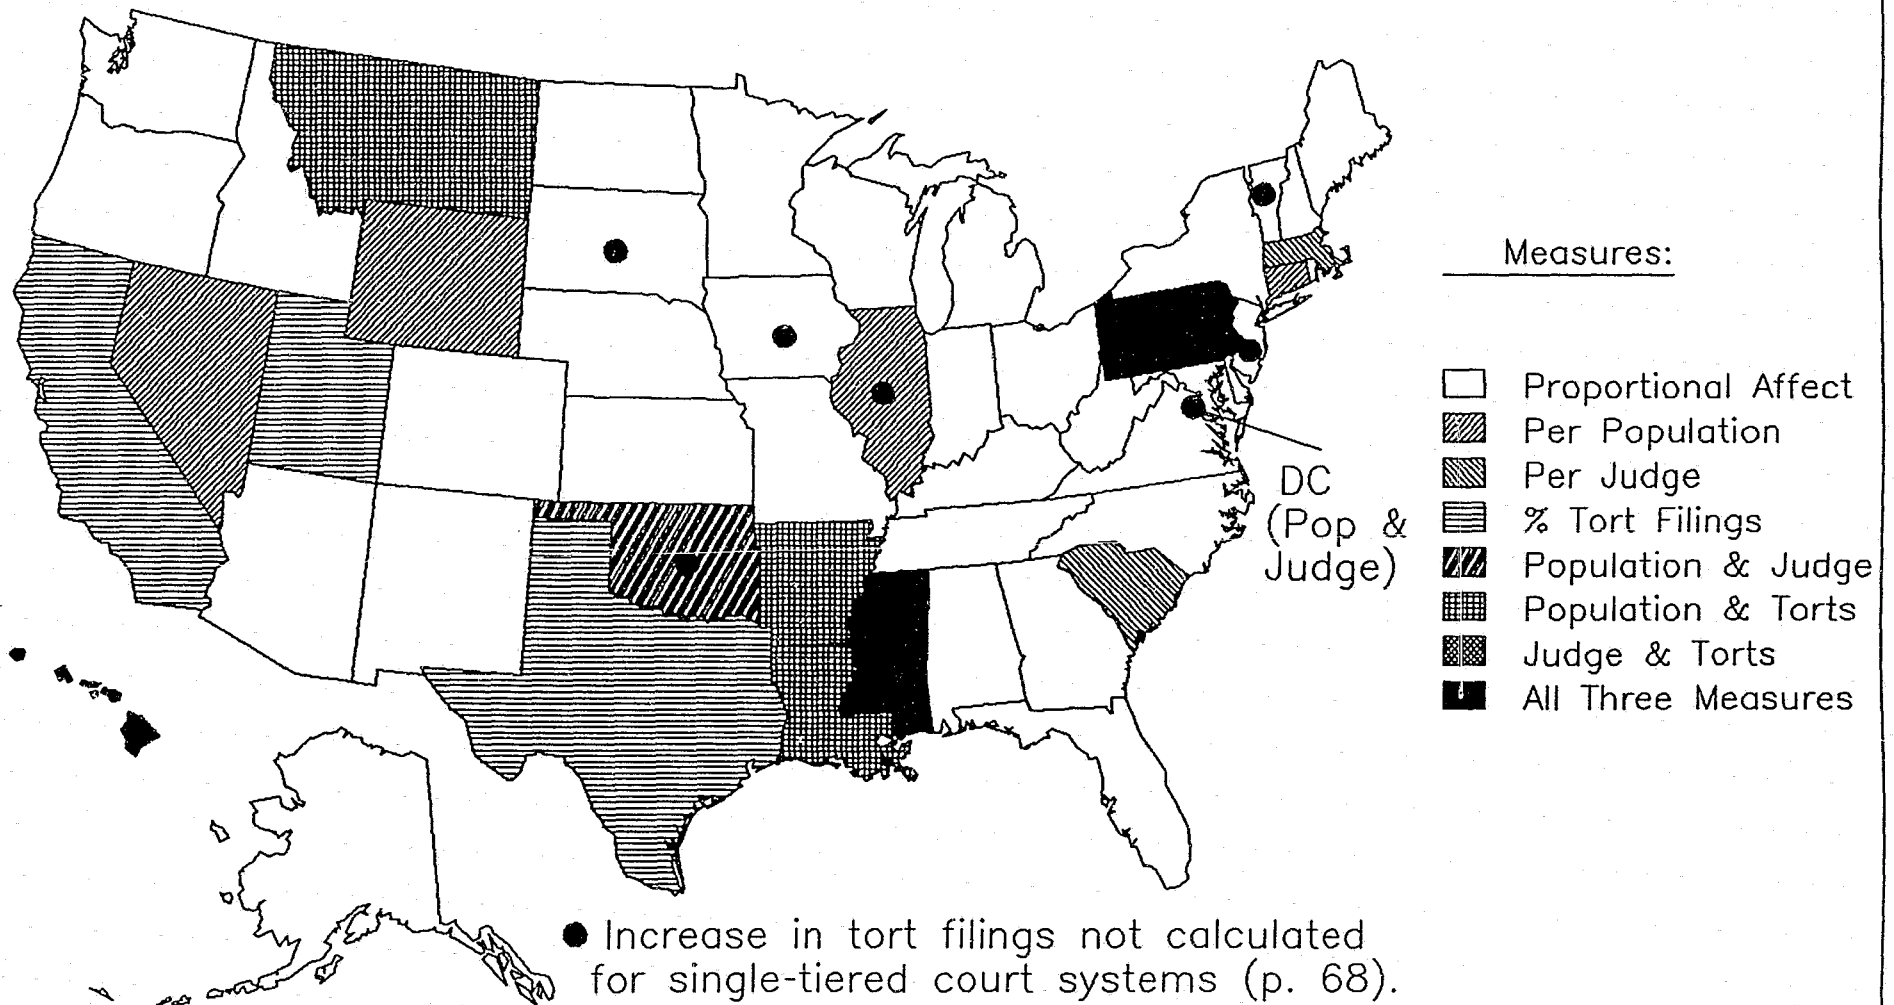 Measures:
Proportional Affect
Per Population
Per Judge
% Tort Filings
Population & Judge
Population & Torts
Judge & Torts
All Three Measures
DC
(Pop &
Judge)
Increase in tort filings not calculated
for single-tiered court systems (p. 68).